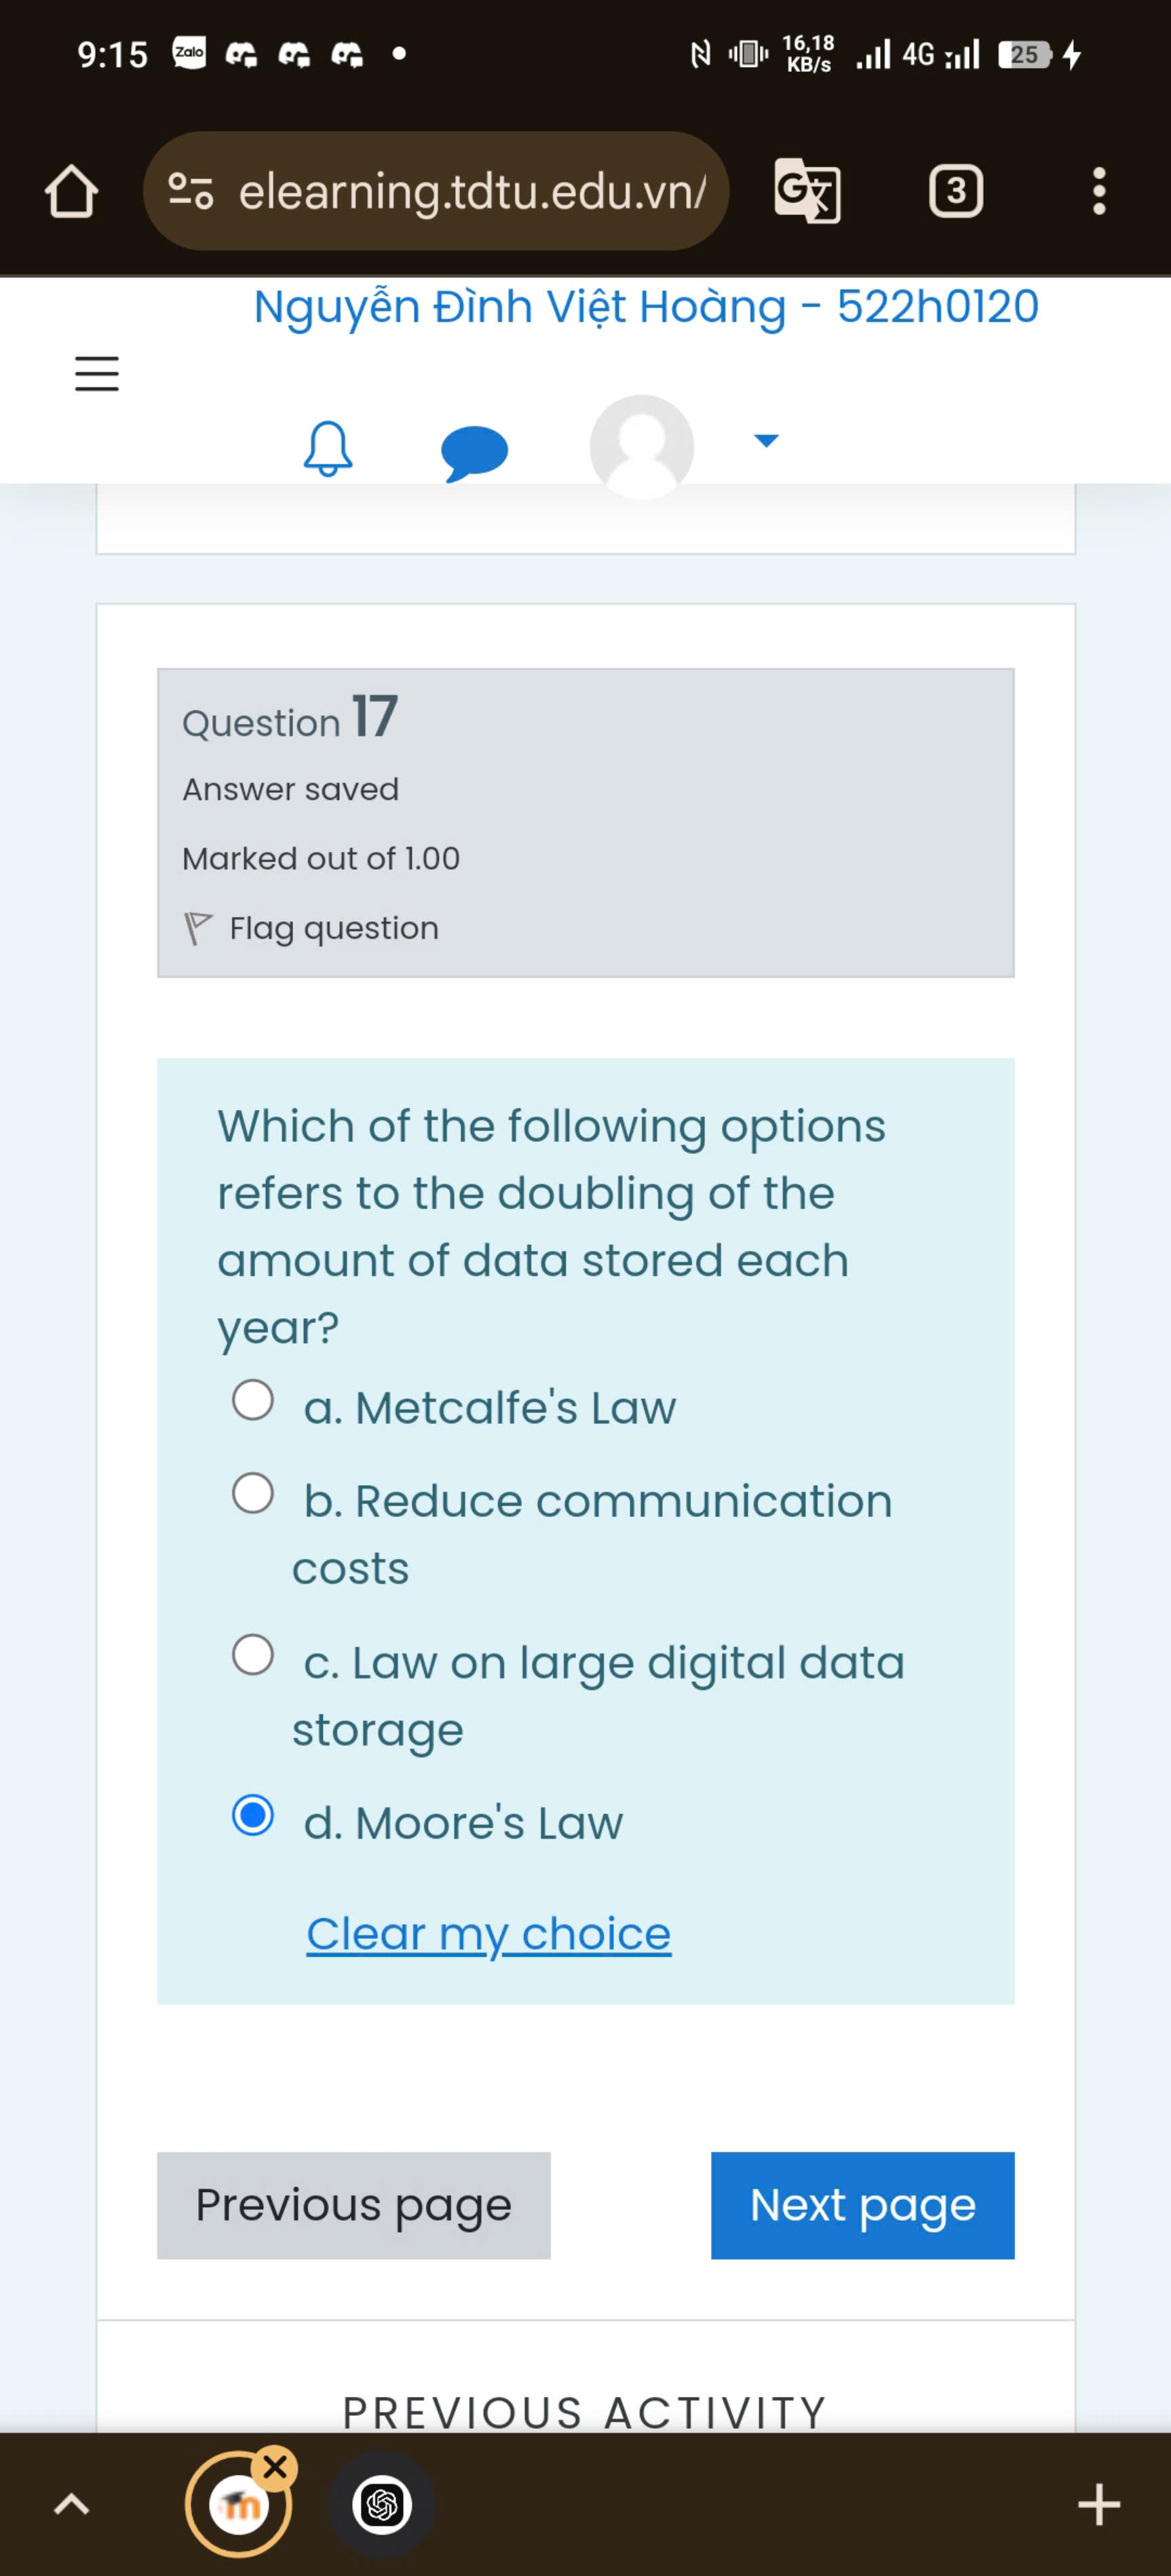 9:15 Zalo 16,18 KB/s 4G 25
elearning.tdtu.edu.vn/ 3
Nguyễn Đình Việt Hoàng - 522h0120
Question 17
Answer saved
Marked out of 1.00
Flag question
Which of the following options
refers to the doubling of the
amount of data stored each
year?
a. Metcalfe's Law
b. Reduce communication
costs
c. Law on large digital data
storage
d. Moore's Law
Clear my choice
Previous page Next page
PREVIOUS ACTIVITY